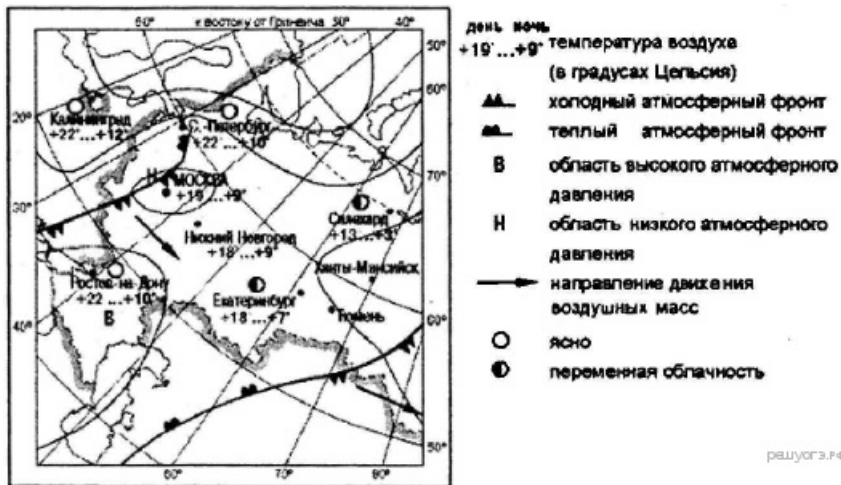 60° к востоку от Гринвича 50° 40°
50°
60°
70°
20°
30°
40°
60°
50°
60° 70° 80°
Калининград
+22°...+12°
С.-Петербург
+22°...+10°
Н МОСКВА
+19°...+9°
Салехард
+13...+3°
Нижний Новгород
+18°...+9°
Ханты-Мансийск
Ростов-на-Дону
+22...+10°
В
Екатеринбург
+18°...+7°
Тюмень
день ночь
+19°...+9° температура воздуха
(в градусах Цельсия)
холодный атмосферный фронт
теплый атмосферный фронт
В область высокого атмосферного
давления
Н область низкого атмосферного
давления
направление движения
воздушных масс
ясно
переменная облачность
решуогэ.рф